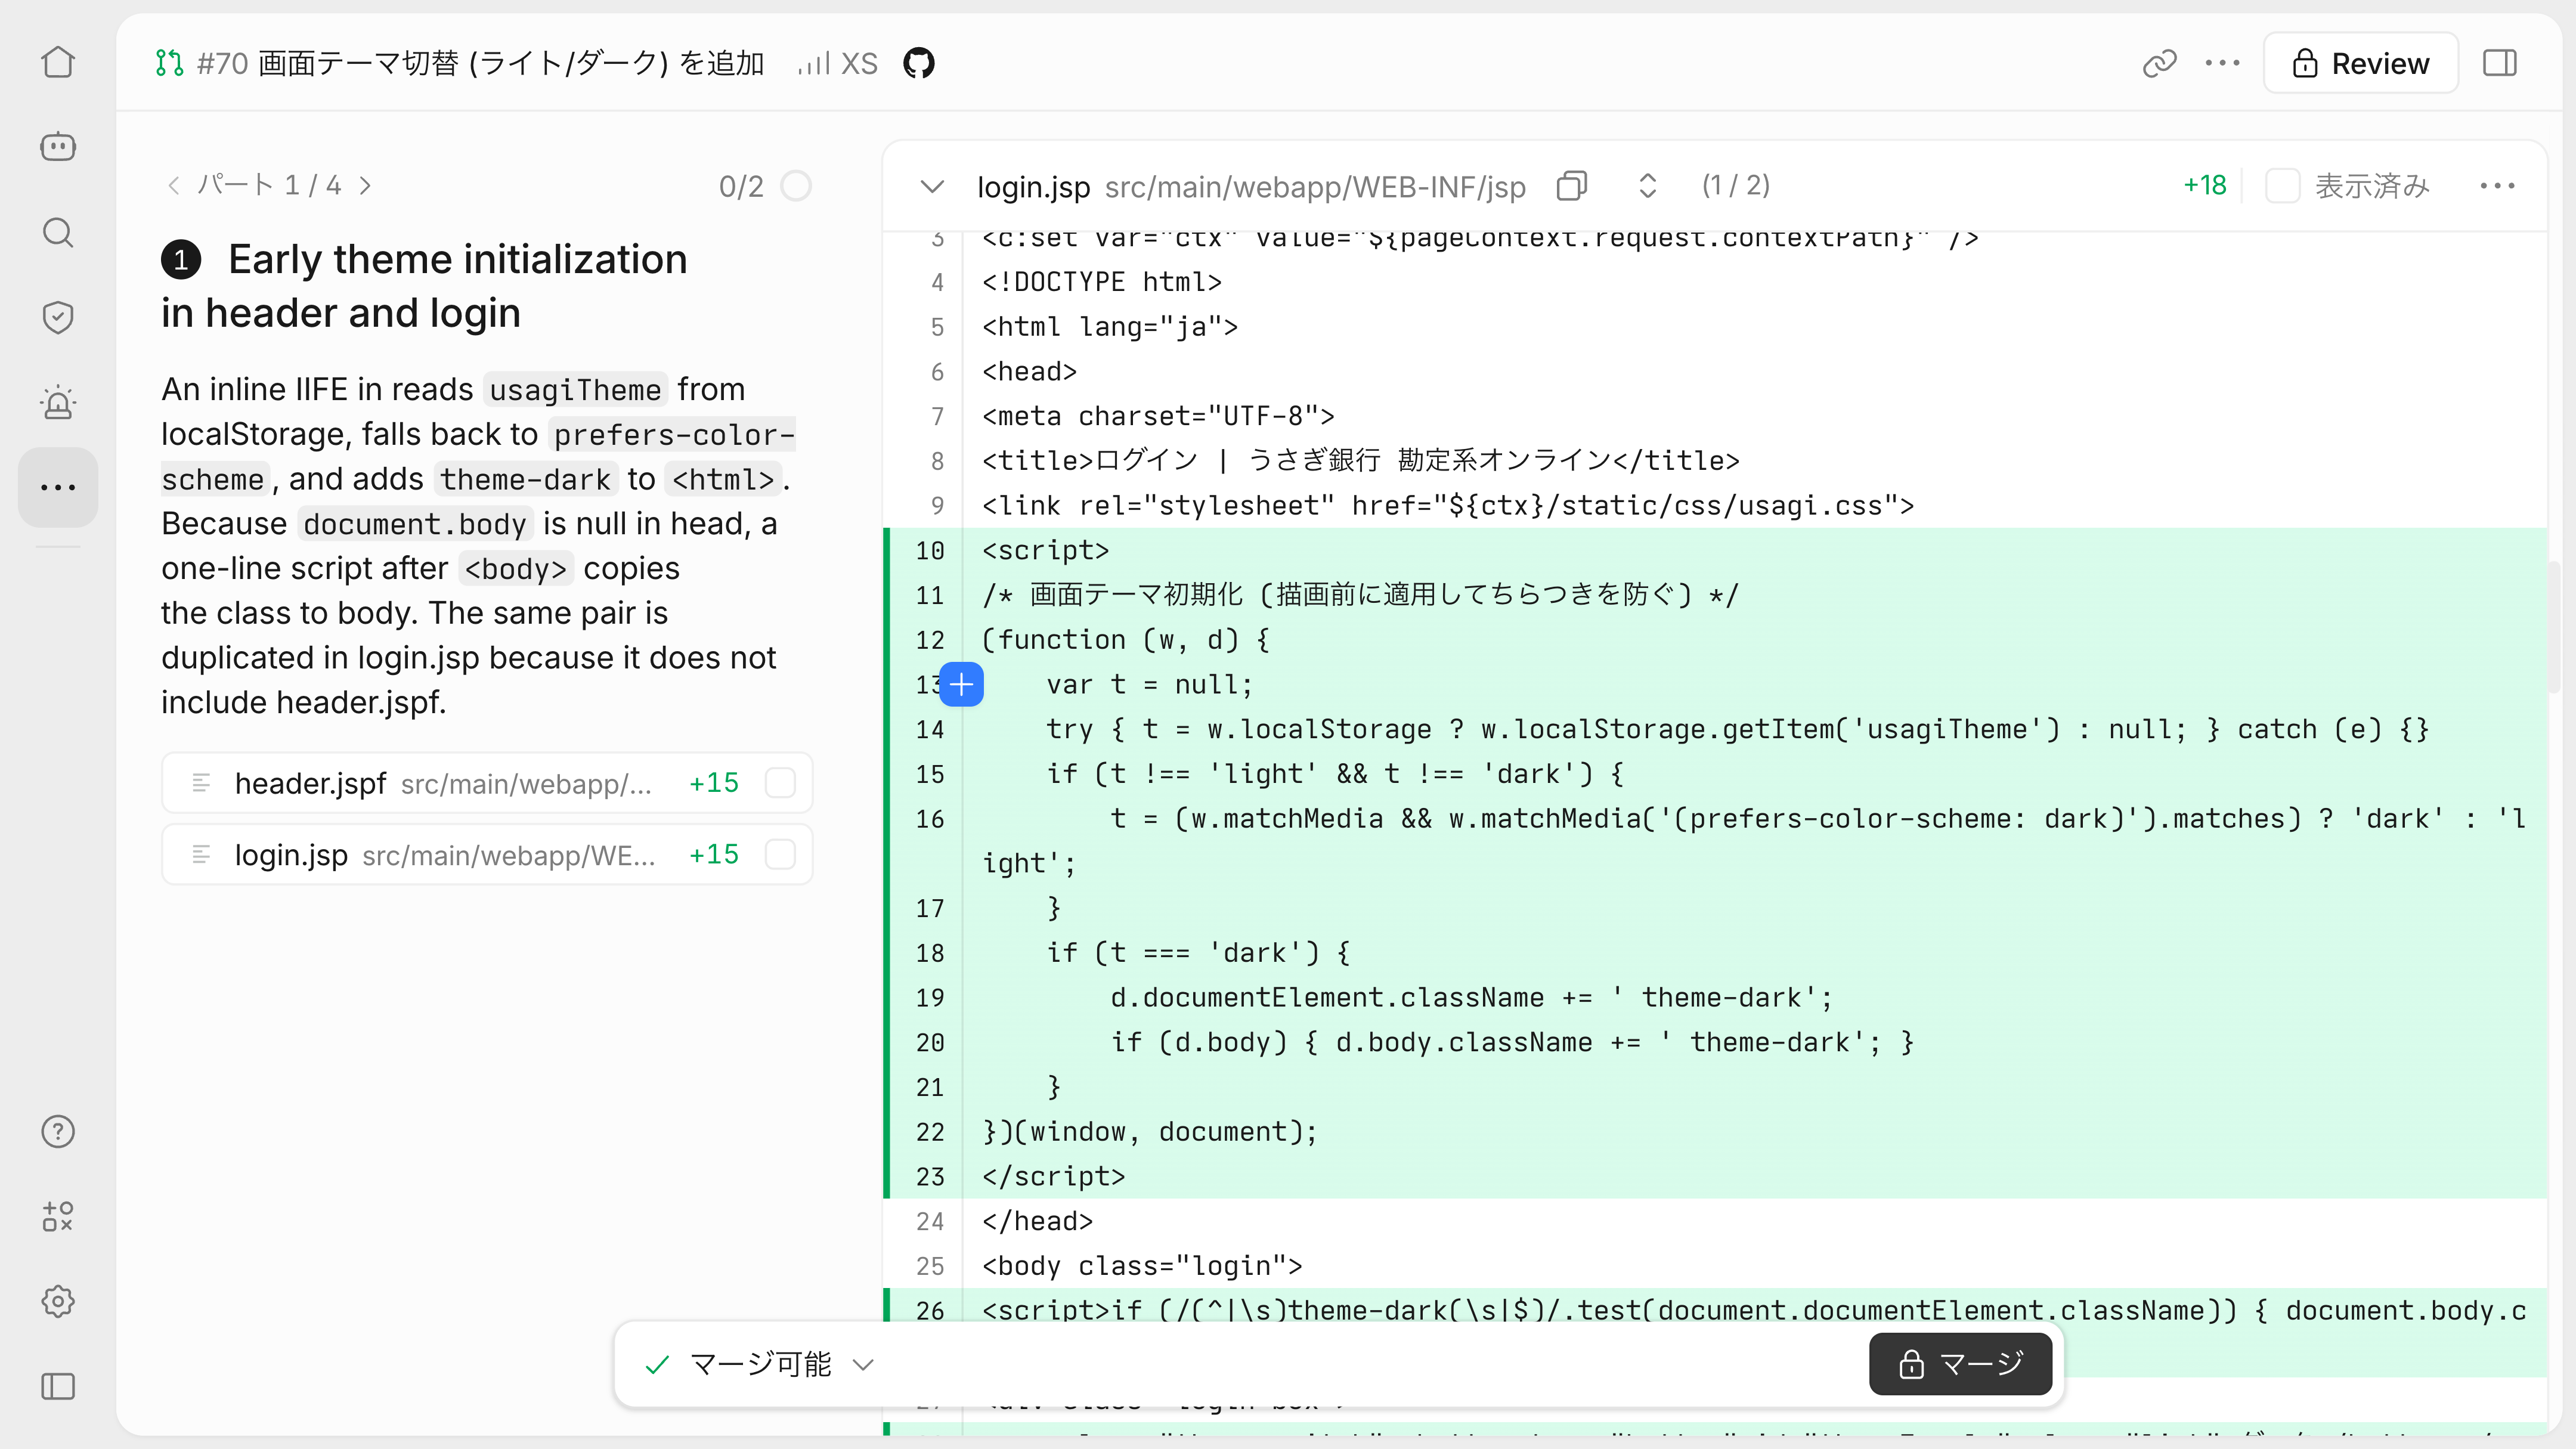 #70 画面テーマ切替 (ライト/ダーク) を追加 XS
Review
パート 1 / 4
0/2
1 Early theme initialization
in header and login
An inline IIFE in reads usagiTheme from
localStorage, falls back to prefers-color-
scheme, and adds theme-dark to <html>.
Because document.body is null in head, a
one-line script after <body> copies
the class to body. The same pair is
duplicated in login.jsp because it does not
include header.jspf.
header.jspf src/main/webapp/... +15
login.jsp src/main/webapp/WE... +15
login.jsp src/main/webapp/WEB-INF/jsp (1 / 2) +18 表示済み
3 <c:set var="ctx" value="${pageContext.request.contextPath}" />
4 <!DOCTYPE html>
5 <html lang="ja">
6 <head>
7 <meta charset="UTF-8">
8 <title>ログイン | うさぎ銀行 勘定系オンライン</title>
9 <link rel="stylesheet" href="${ctx}/static/css/usagi.css">
10 <script>
11 /* 画面テーマ初期化 (描画前に適用してちらつきを防ぐ) */
12 (function (w, d) {
13 var t = null;
14 try { t = w.localStorage ? w.localStorage.getItem('usagiTheme') : null; } catch (e) {}
15 if (t !== 'light' && t !== 'dark') {
16 t = (w.matchMedia && w.matchMedia('(prefers-color-scheme: dark)').matches) ? 'dark' : 'l
ight';
17 }
18 if (t === 'dark') {
19 d.documentElement.className += ' theme-dark';
20 if (d.body) { d.body.className += ' theme-dark'; }
21 }
22 })(window, document);
23 </script>
24 </head>
25 <body class="login">
26 <script>if (/(^|\s)theme-dark(\s|$)/.test(document.documentElement.className)) { document.body.c
マージ可能
マージ